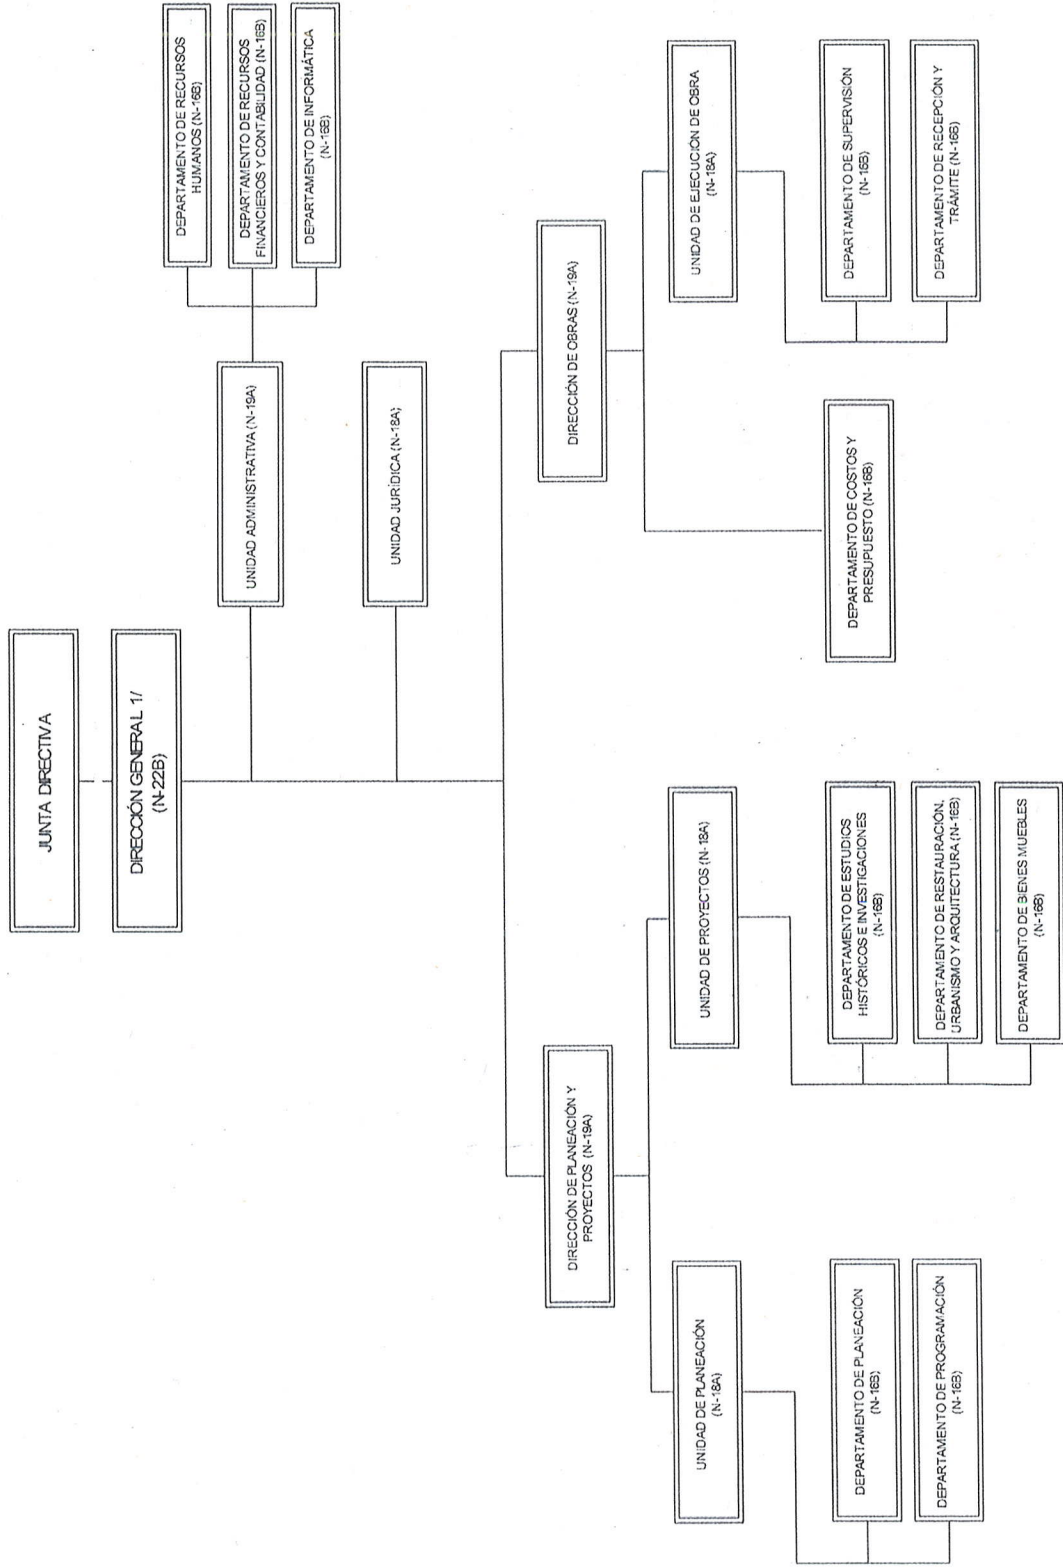 JUNTA DIRECTIVA
DIRECCIÓN GENERAL 1/
(N-22B)
DEPARTAMENTO DE RECURSOS
HUMANOS (N-16B)
DEPARTAMENTO DE RECURSOS
FINANCIEROS Y CONTABILIDAD (N-16B)
DEPARTAMENTO DE INFORMÁTICA
(N-16B)
UNIDAD ADMINISTRATIVA (N-19A)
UNIDAD JURÍDICA (N-18A)
DIRECCIÓN DE PLANEACIÓN Y
PROYECTOS (N-19A)
DIRECCIÓN DE OBRAS (N-19A)
UNIDAD DE PLANEACIÓN
(N-18A)
UNIDAD DE PROYECTOS (N-18A)
UNIDAD DE EJECUCIÓN DE OBRA
(N-18A)
DEPARTAMENTO DE PLANEACIÓN
(N-16B)
DEPARTAMENTO DE PROGRAMACIÓN
(N-16B)
DEPARTAMENTO DE ESTUDIOS
HISTÓRICOS E INVESTIGACIONES
(N-16B)
DEPARTAMENTO DE RESTAURACIÓN,
URBANISMO Y ARQUITECTURA (N-16B)
DEPARTAMENTO DE BIENES MUEBLES
(N-16B)
DEPARTAMENTO DE COSTOS Y
PRESUPUESTO (N-16B)
DEPARTAMENTO DE SUPERVISIÓN
(N-16B)
DEPARTAMENTO DE RECEPCIÓN Y
TRÁMITE (N-16B)